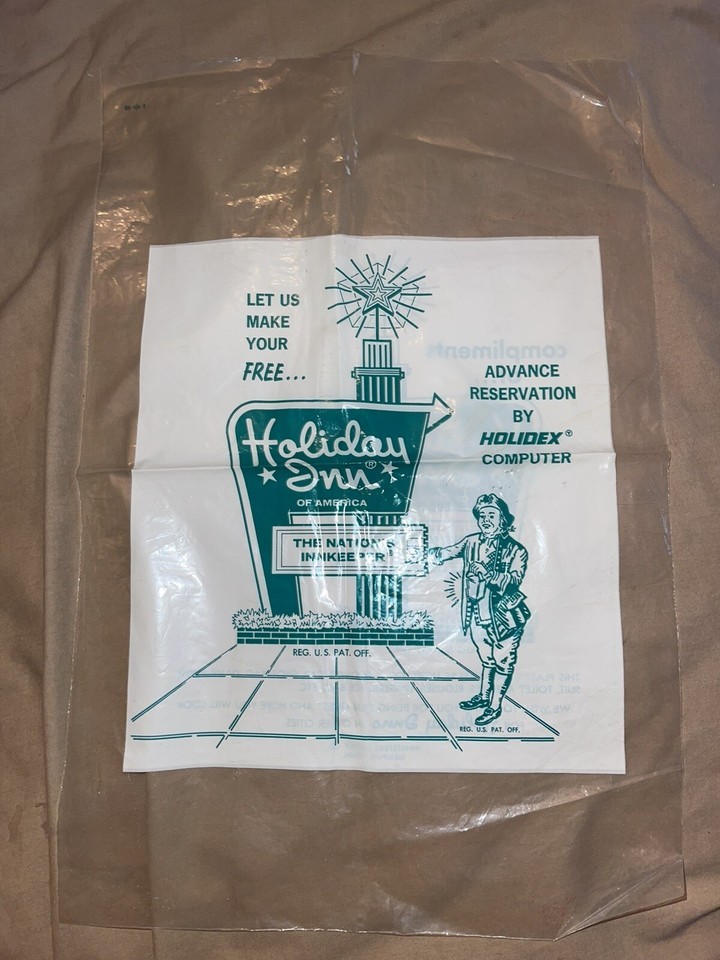 LET US
MAKE
YOUR
FREE...
ADVANCE
RESERVATION
BY
HOLIDEX®
COMPUTER
Holiday
Inn®
OF AMERICA
THE NATION'S
INNKEEPER®
REG. U.S. PAT. OFF.
REG. U.S. PAT. OFF.
compliments